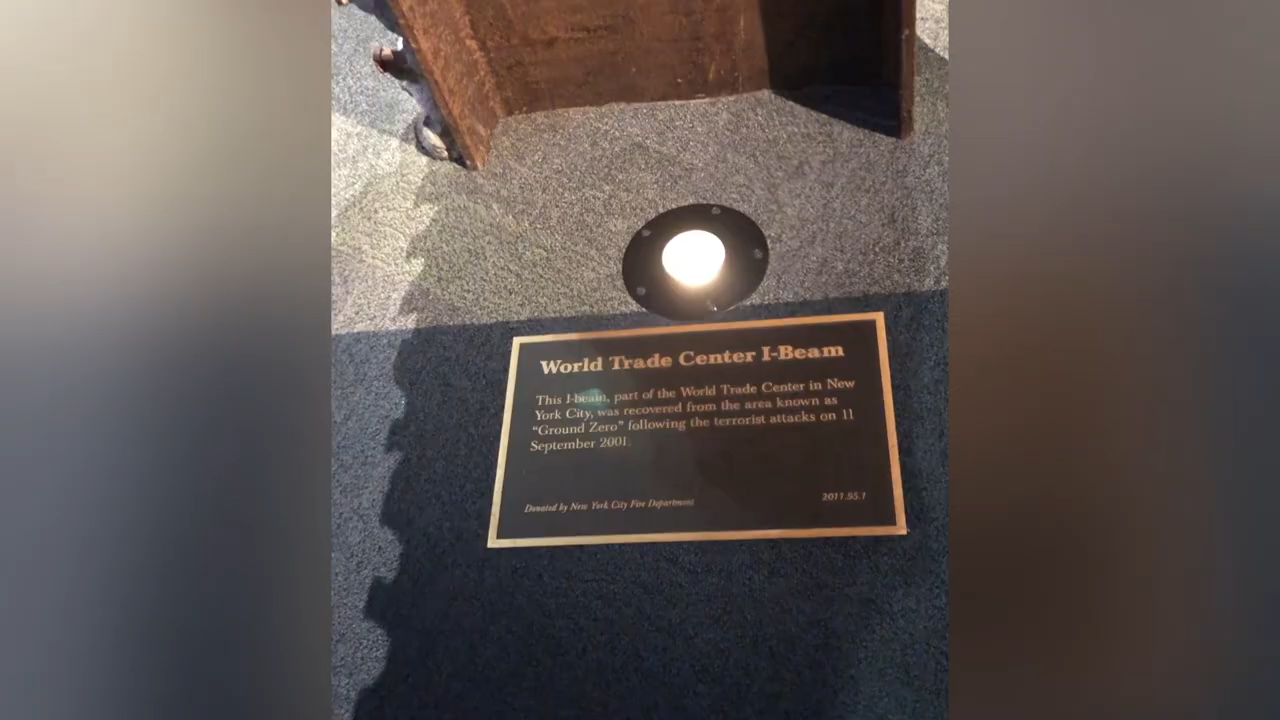 World Trade Center I-Beam
This I-beam, part of the World Trade Center in New
York City, was recovered from the area known as
"Ground Zero" following the terrorist attacks on 11
September 2001.
Donated by New York City Fire Department
2011.95.1